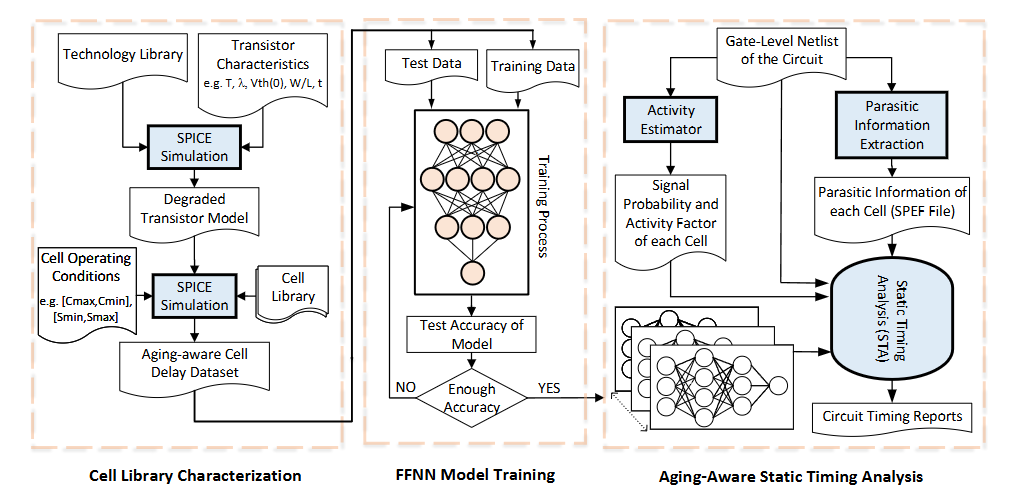 Technology Library
Transistor
Characteristics
e.g. T, λ, Vth(0), W/L, t
SPICE
Simulation
Degraded
Transistor Model
Cell Operating
Conditions
e.g. [Cmax,Cmin],
[Smin,Smax]
SPICE
Simulation
Cell
Library
Aging-aware Cell
Delay Dataset
Cell Library Characterization
Test Data
Training Data
Training Process
Test Accuracy of
Model
NO
Enough
Accuracy
YES
FFNN Model Training
Gate-Level Netlist
of the Circuit
Activity
Estimator
Parasitic
Information
Extraction
Signal
Probability and
Activity Factor
of each Cell
Parasitic Information of
each Cell (SPEF File)
Static Timing
Analysis (STA)
Circuit Timing Reports
Aging-Aware Static Timing Analysis